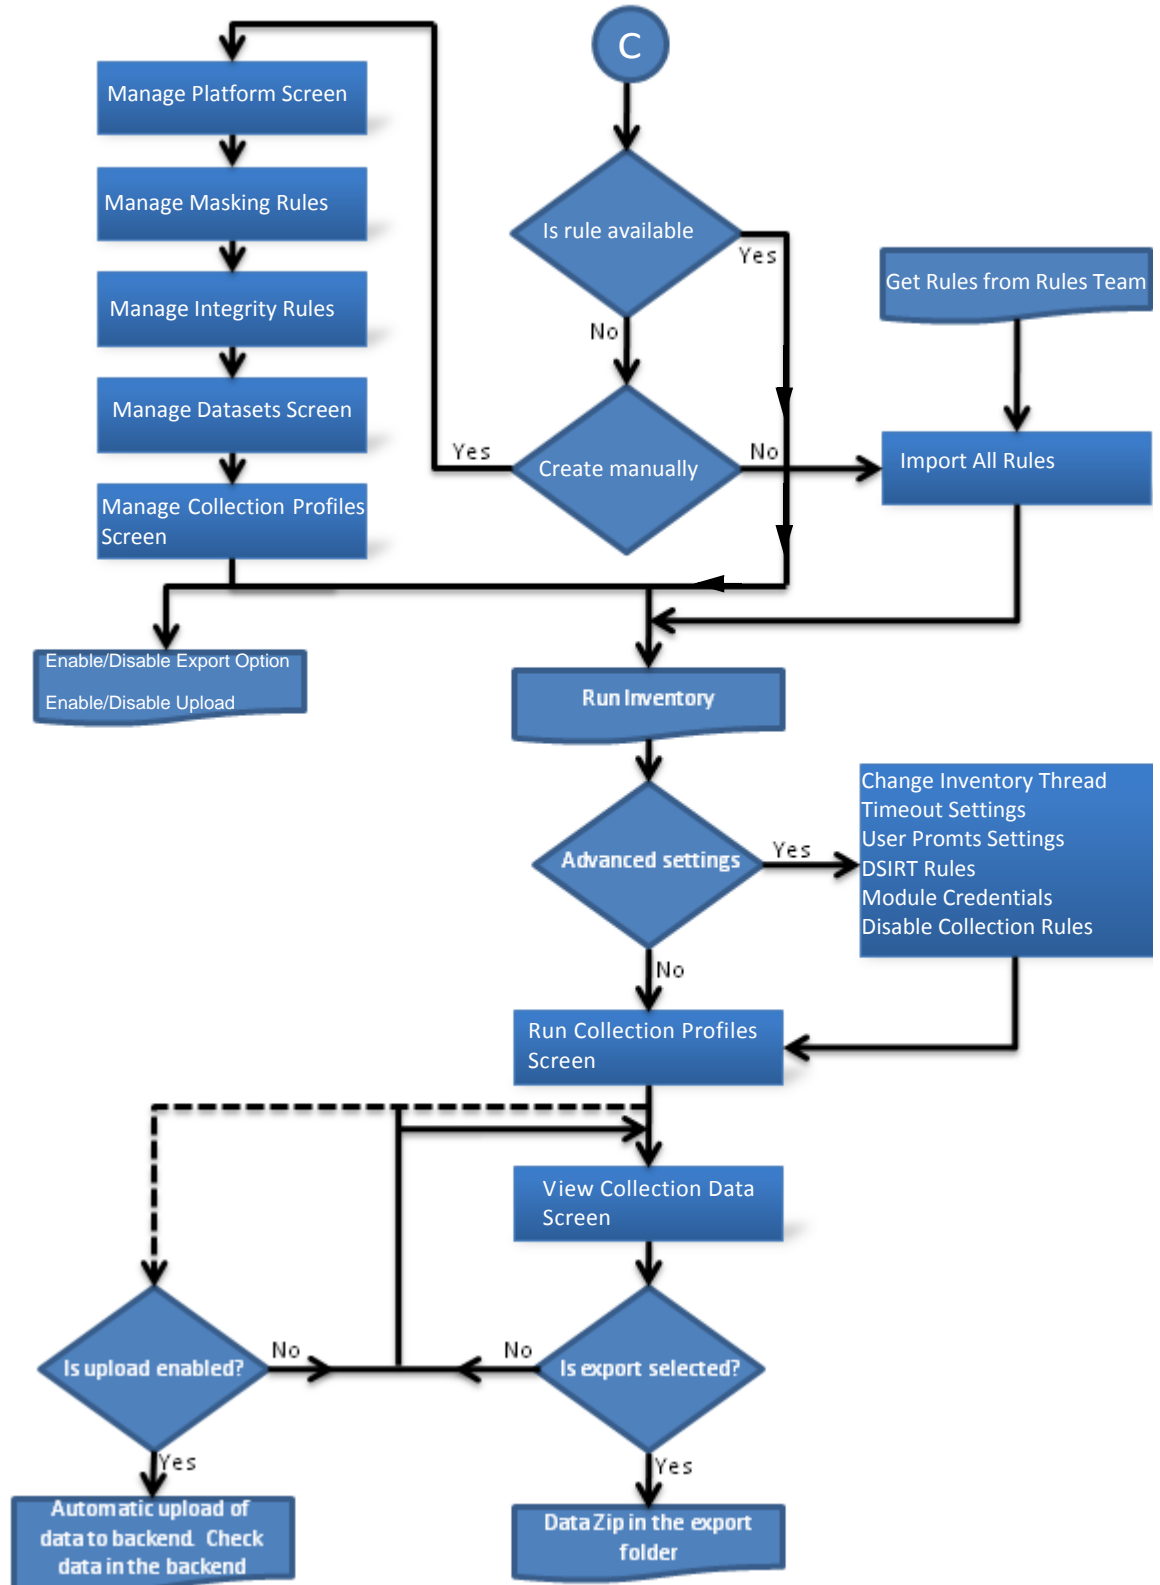 C
Manage Platform Screen
Manage Masking Rules
Is rule available
Yes
Get Rules from Rules Team
Manage Integrity Rules
No
Manage Datasets Screen
Yes
Create manually
No
Import All Rules
Manage Collection Profiles
Screen
Enable/Disable Export Option
Enable/Disable Upload
Run Inventory
Change Inventory Thread
Timeout Settings
User Promts Settings
DSIRT Rules
Module Credentials
Disable Collection Rules
Advanced settings
Yes
No
Run Collection Profiles
Screen
View Collection Data
Screen
Is upload enabled?
No
No
Is export selected?
Yes
Yes
Automatic upload of
data to backend. Check
data in the backend
Data Zip in the export
folder